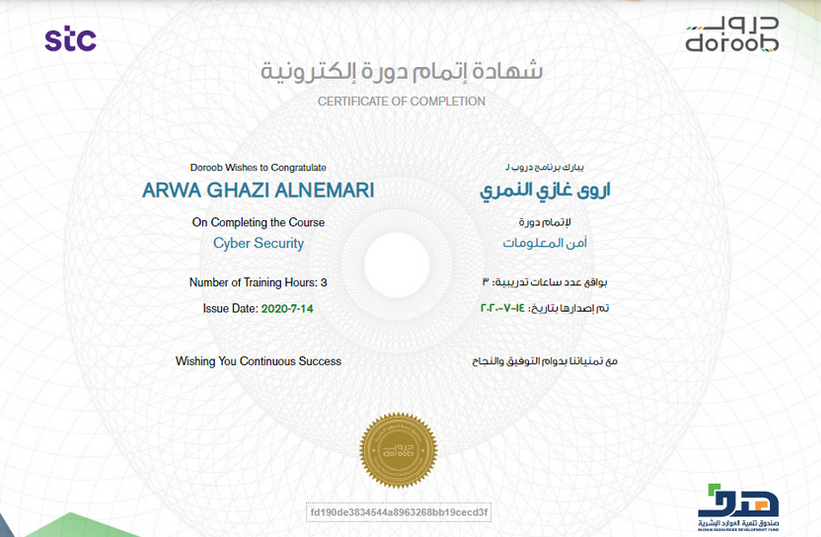 stc
دروب
doroob
شهادة إتمام دورة إلكترونية
CERTIFICATE OF COMPLETION
Doroob Wishes to Congratulate
ARWA GHAZI ALNEMARI
On Completing the Course
Cyber Security
Number of Training Hours: 3
Issue Date: 2020-7-14
Wishing You Continuous Success
يبارك برنامج دروب لـ
اروى غازي النمري
لإتمام دورة
أمن المعلومات
بواقع عدد ساعات تدريبية: ٣
تم إصدارها بتاريخ: ١٤-٧-٢٠٢٠
مع تمنياتنا بدوام التوفيق والنجاح
دروب
doroob
fd190de3834544a8963268bb19cecd3f
هدف
صندوق تنمية الموارد البشرية
HUMAN RESOURCES DEVELOPMENT FUND